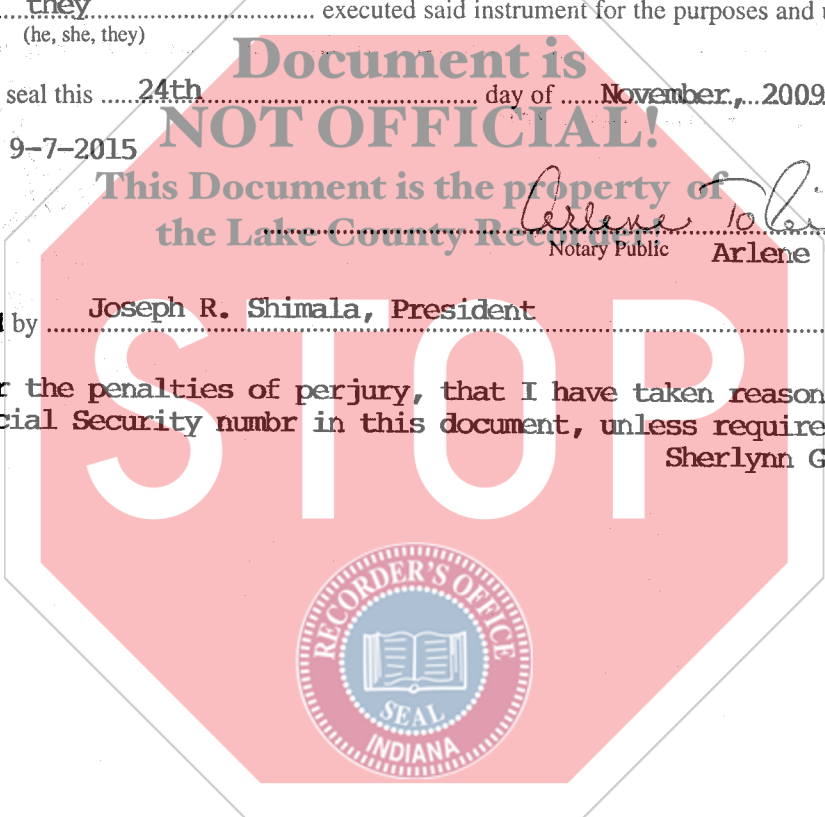 they
executed said instrument for the purposes and
(he, she, they)
Document is
seal this 24th day of November, 2009
NOT OFFICIAL!
9-7-2015
This Document is the property of
the Lake County Recorder!
Arlene
Notary Public Arlene
by Joseph R. Shimala, President
the penalties of perjury, that I have taken reason
cial Security numbr in this document, unless require
Sherlynn G
STOP
RECORDER'S OFFICE
SEAL
INDIANA